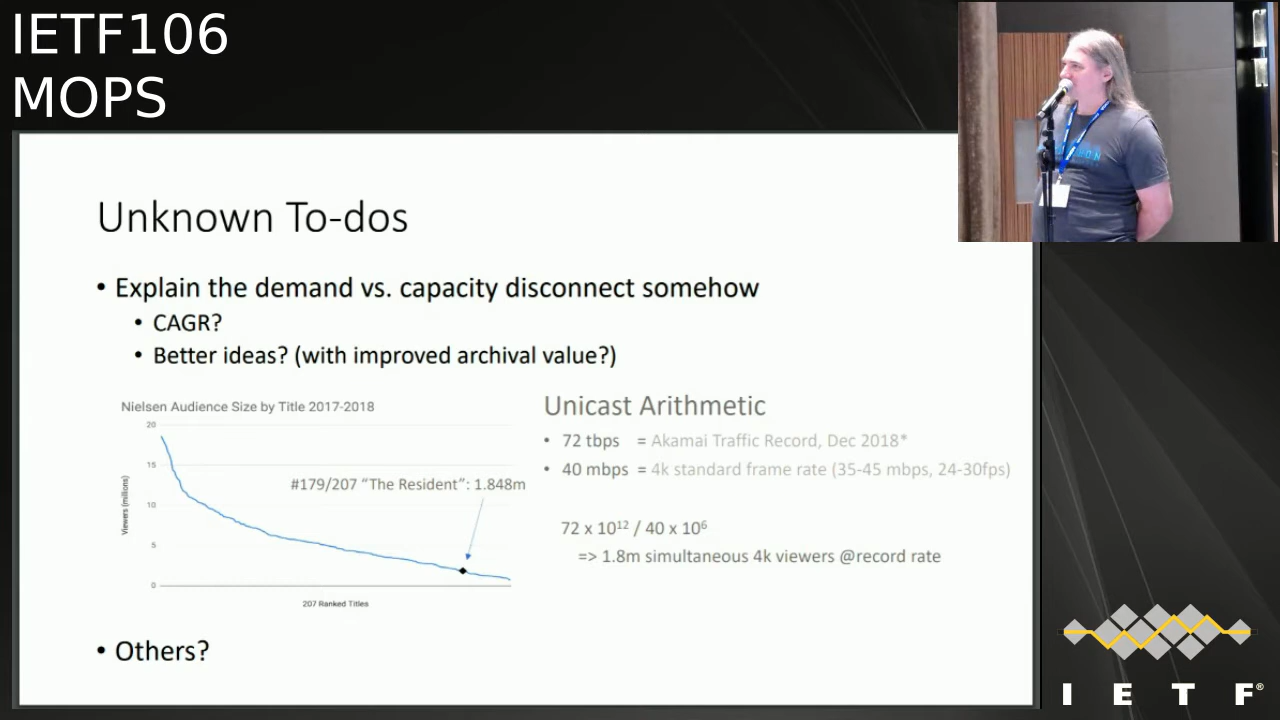 IETF106
MOPS
Unknown To-dos
• Explain the demand vs. capacity disconnect somehow
• CAGR?
• Better ideas? (with improved archival value?)
Nielsen Audience Size by Title 2017-2018
20
15
10
5
0
Viewers (millions)
#179/207 “The Resident”: 1.848m
207 Ranked Titles
Unicast Arithmetic
• 72 tbps = Akamai Traffic Record, Dec 2018*
• 40 mbps = 4k standard frame rate (35-45 mbps, 24-30fps)
72 x 10¹² / 40 x 10⁶
=> 1.8m simultaneous 4k viewers @record rate
• Others?
I E T F®